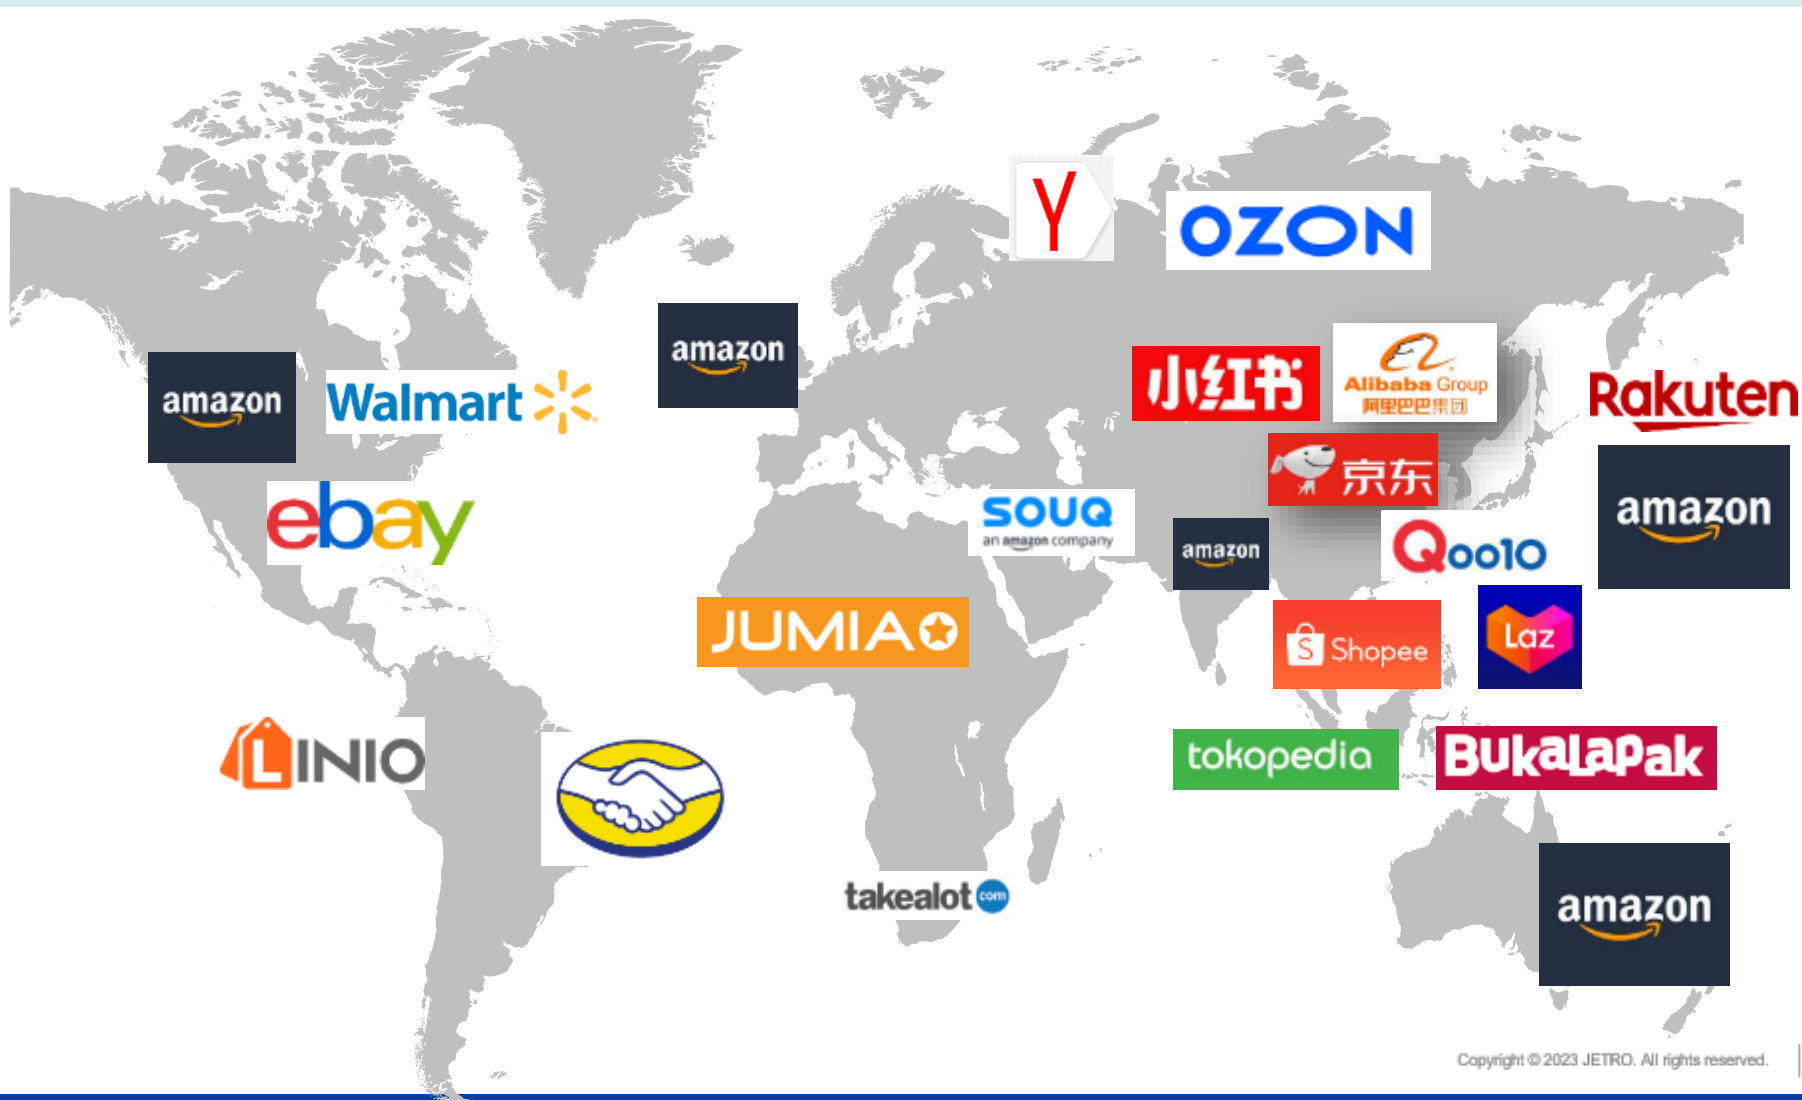 Y
OZON
amazon
amazon
Walmart
小红书
Alibaba Group
阿里巴巴集团
Rakuten
京东
amazon
ebay
SOUQ
an amazon company
amazon
Qoo10
JUMIA
Shopee
Laz
LINIO
tokopedia
BukaLapak
amazon
takealot com
Copyright © 2023 JETRO. All rights reserved.